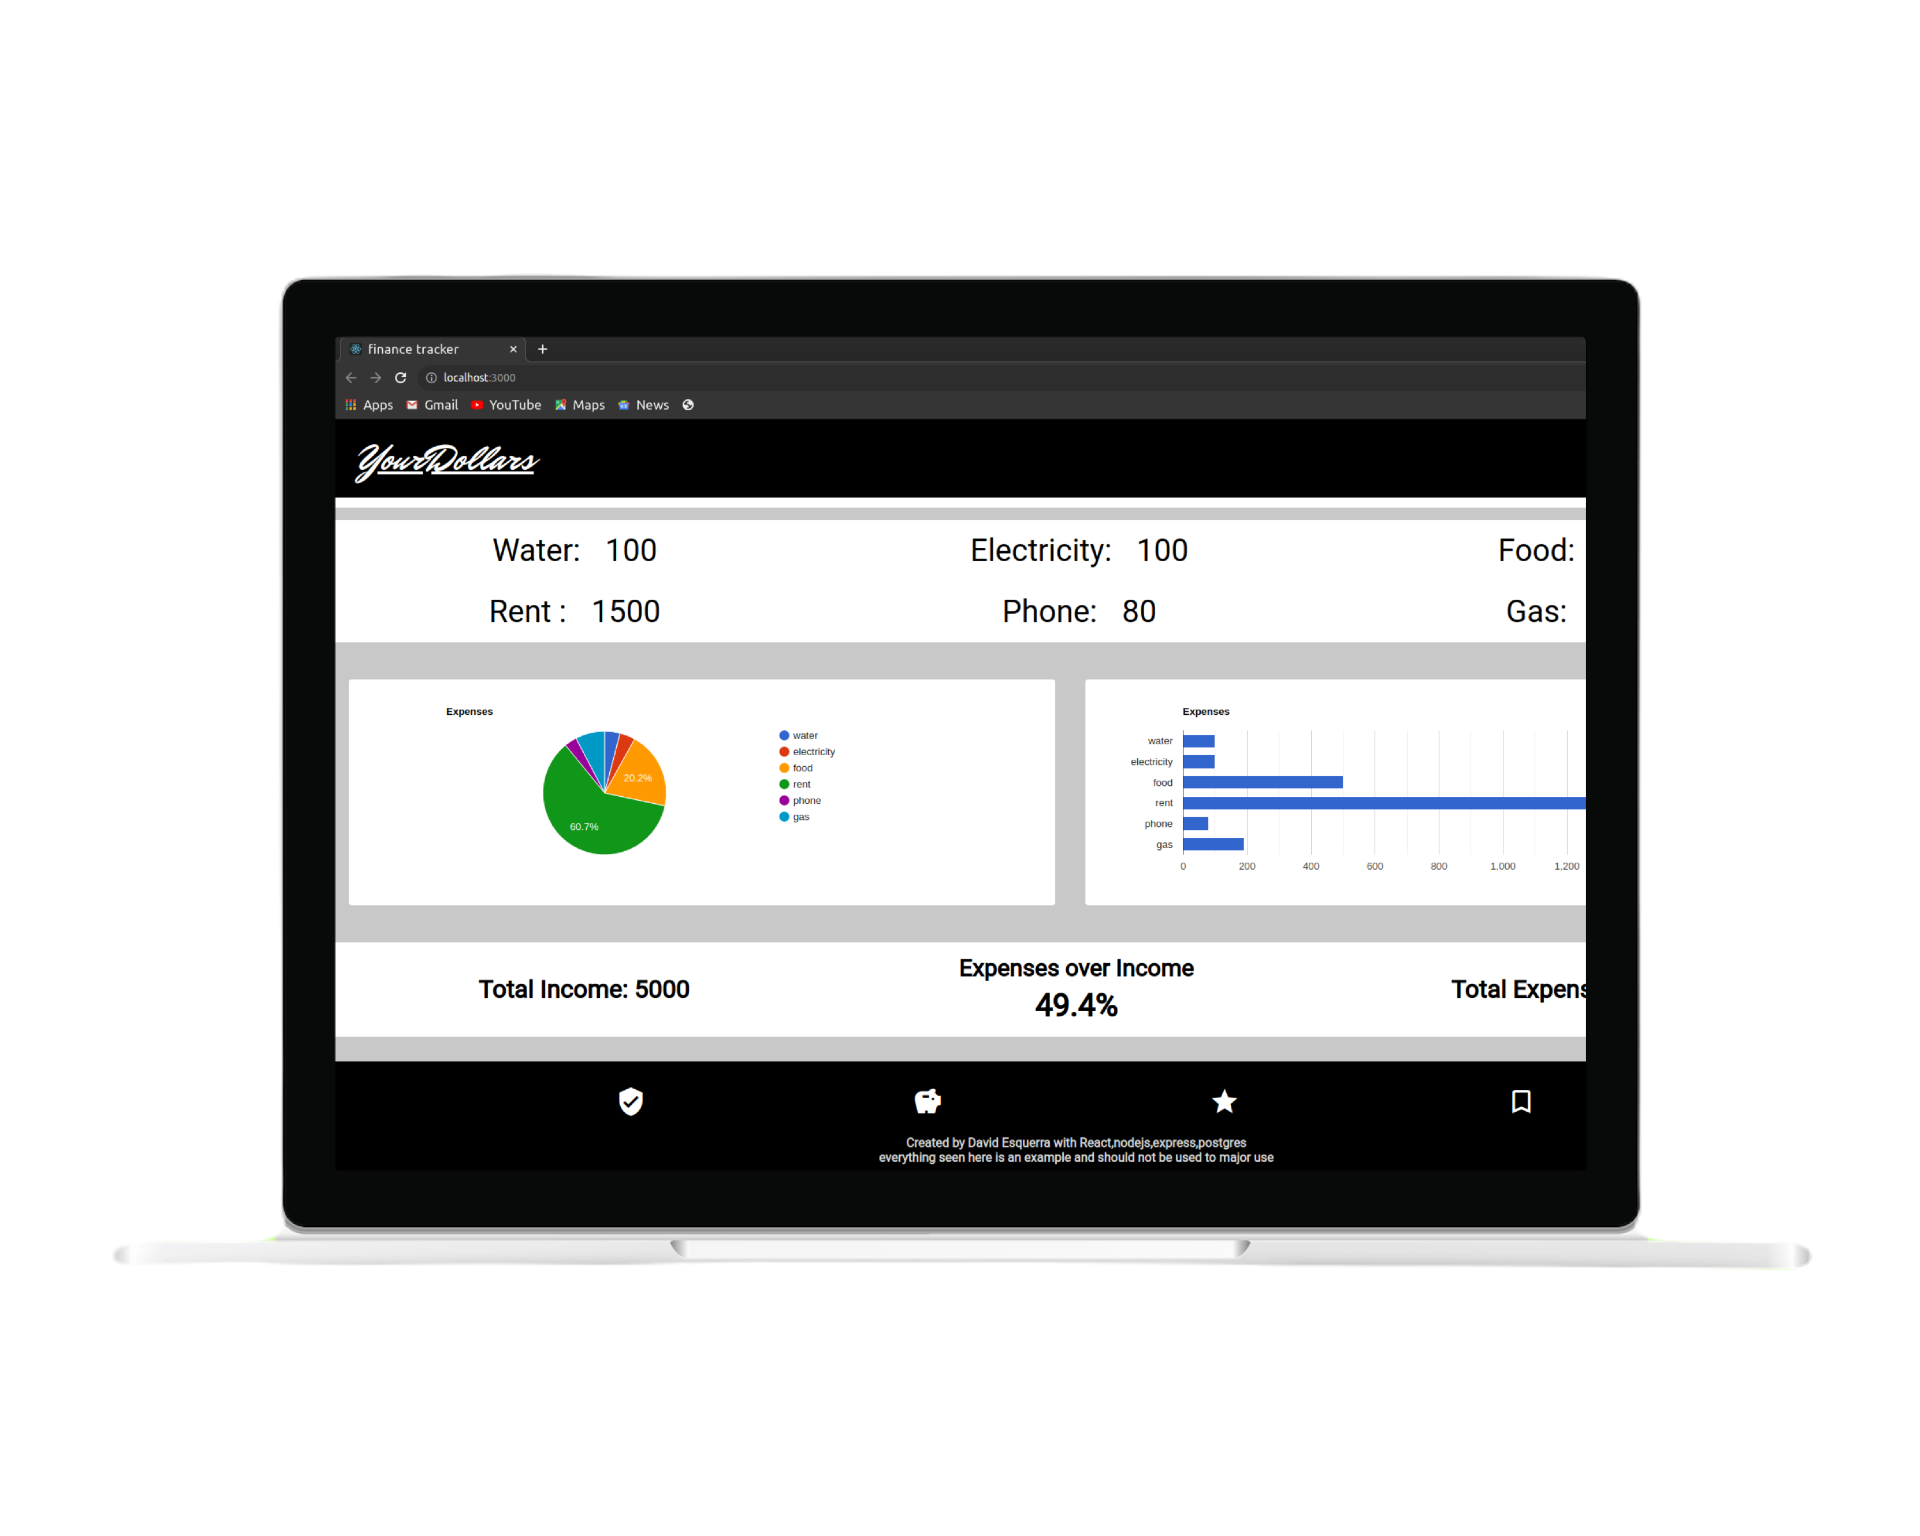 finance tracker
localhost:3000
Apps Gmail YouTube Maps News
YourDollars
Water: 100 Electricity: 100 Food:
Rent : 1500 Phone: 80 Gas:
Expenses
20.2%
60.7%
water
electricity
food
rent
phone
gas
Expenses
water
electricity
food
rent
phone
gas
0 200 400 600 800 1,000 1,200
Total Income: 5000
Expenses over Income
49.4%
Total Expens
Created by David Esquerra with React,nodejs,express,postgres
everything seen here is an example and should not be used to major use